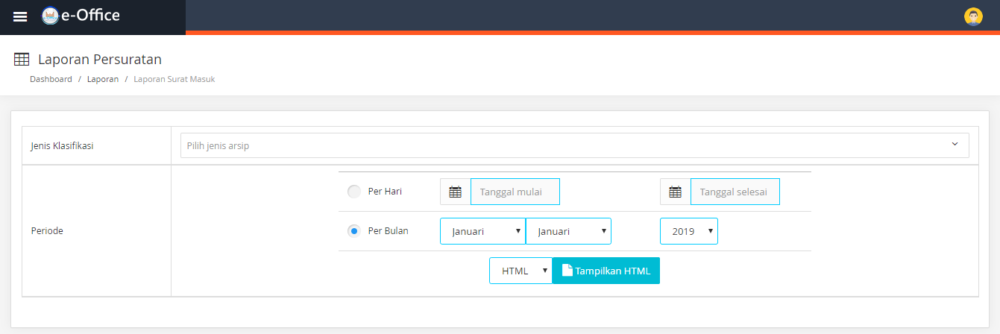 e-Office
Laporan Persuratan
Dashboard / Laporan / Laporan Surat Masuk
Jenis Klasifikasi Pilih jenis arsip
Per Hari Tanggal mulai Tanggal selesai
Periode Per Bulan Januari Januari 2019
HTML Tampilkan HTML